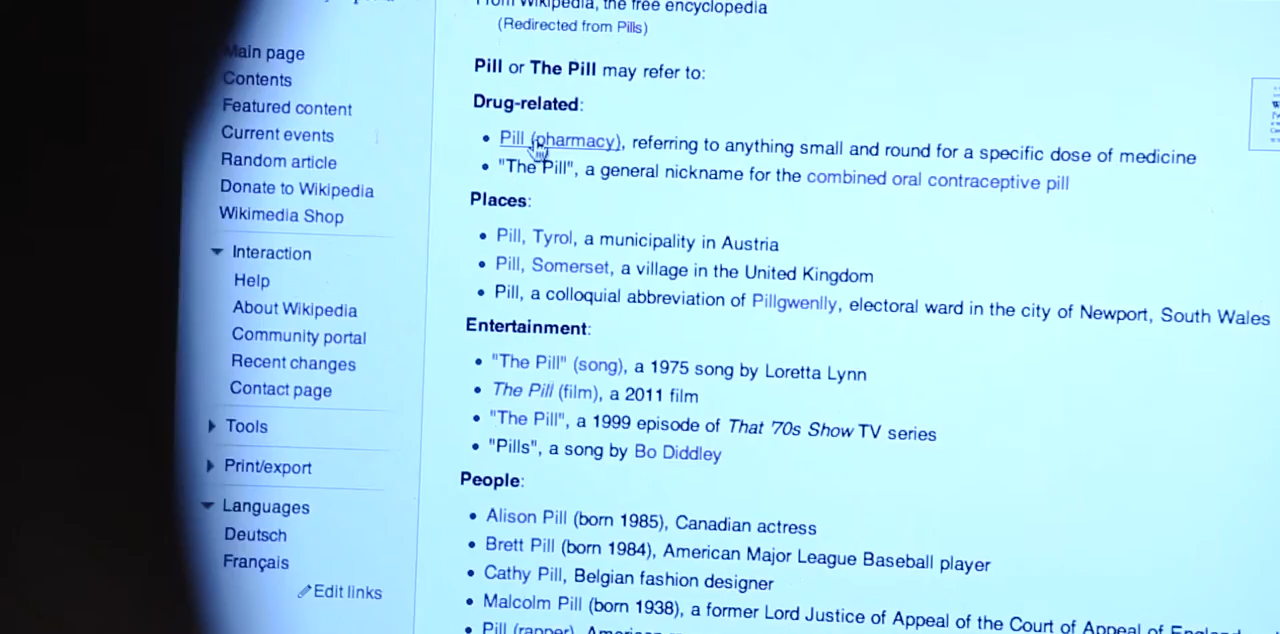 From Wikipedia, the free encyclopedia
(Redirected from Pills)
Main page
Contents
Featured content
Current events
Random article
Donate to Wikipedia
Wikimedia Shop
Interaction
Help
About Wikipedia
Community portal
Recent changes
Contact page
Tools
Print/export
Languages
Deutsch
Français
Edit links
Pill or The Pill may refer to:
Drug-related:
• Pill (pharmacy), referring to anything small and round for a specific dose of medicine
• "The Pill", a general nickname for the combined oral contraceptive pill
Places:
• Pill, Tyrol, a municipality in Austria
• Pill, Somerset, a village in the United Kingdom
• Pill, a colloquial abbreviation of Pillgwenlly, electoral ward in the city of Newport, South Wales
Entertainment:
• "The Pill" (song), a 1975 song by Loretta Lynn
• The Pill (film), a 2011 film
• "The Pill", a 1999 episode of That '70s Show TV series
• "Pills", a song by Bo Diddley
People:
• Alison Pill (born 1985), Canadian actress
• Brett Pill (born 1984), American Major League Baseball player
• Cathy Pill, Belgian fashion designer
• Malcolm Pill (born 1938), a former Lord Justice of Appeal of the Court of Appeal of England
• Pill (rapper),